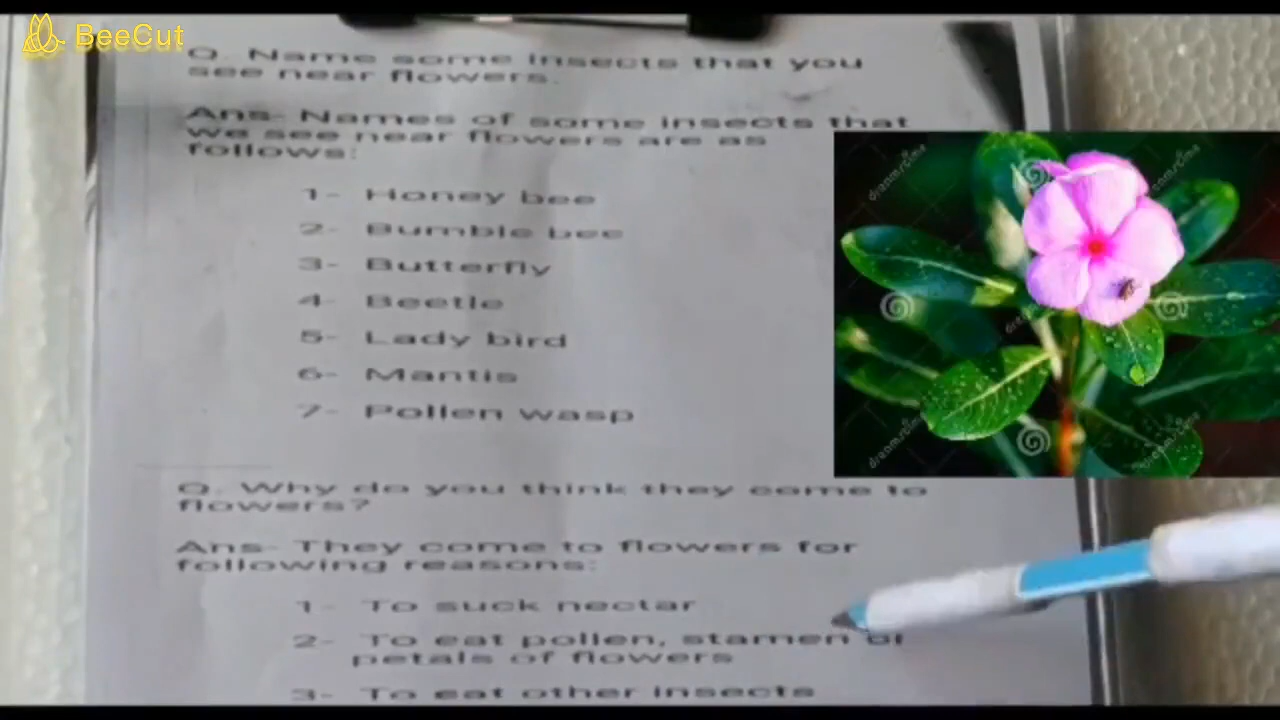 BeeCut
Q. Name some insects that you
see near flowers.
Ans- Names of some insects that
we see near flowers are as
follows:
1- Honey bee
2- Bumble bee
3- Butterfly
4- Beetle
5- Lady bird
6- Mantis
7- Pollen wasp
Q. Why do you think they come to
flowers?
Ans- They come to flowers for
following reasons:
1- To suck nectar
2- To eat pollen, stamen or
petals of flowers
3- To eat other insects
dreamstime
dreamstime